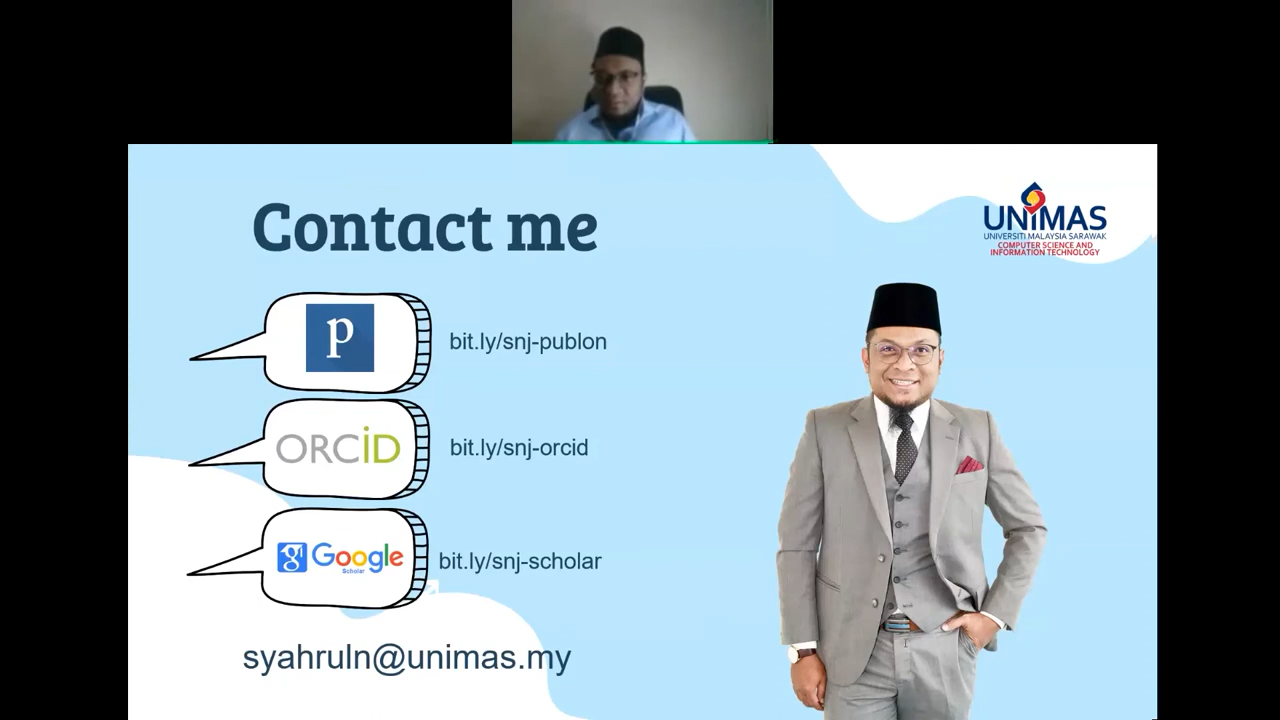 Contact me
UNIMAS
UNIVERSITI MALAYSIA SARAWAK
COMPUTER SCIENCE AND
INFORMATION TECHNOLOGY
p
bit.ly/snj-publon
ORCiD
bit.ly/snj-orcid
g Google
Scholar
bit.ly/snj-scholar
syahruln@unimas.my